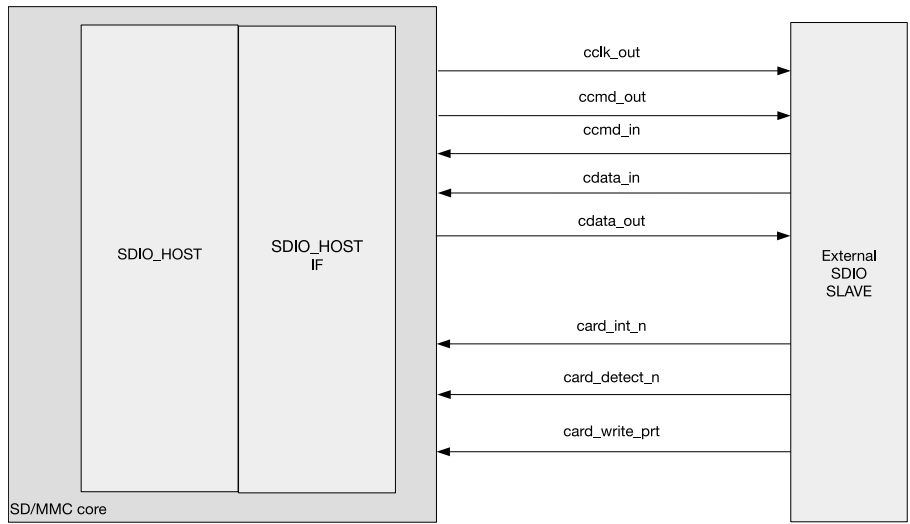 cclk_out
ccmd_out
ccmd_in
cdata_in
cdata_out
SDIO_HOST
SDIO_HOST
IF
External
SDIO
SLAVE
card_int_n
card_detect_n
card_write_prt
SD/MMC core